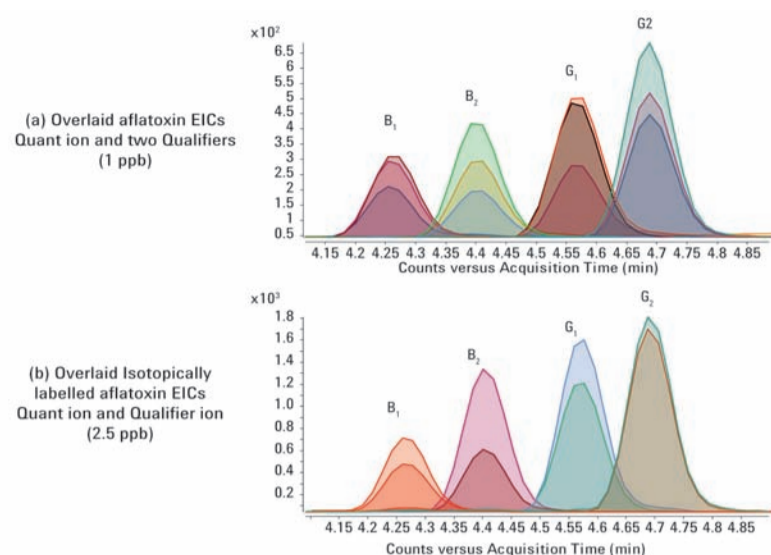 (a) Overlaid aflatoxin EICs
Quant ion and two Qualifiers
(1 ppb)
x10²
6.5
5.5
4.5
3.5
3
2
1
0.5
B₁
B₂
G₁
G2
4.15 4.2 4.25 4.3 4.35 4.4 4.45 4.5 4.55 4.6 4.65 4.7 4.75 4.8 4.85
Counts versus Acquisition Time (min)
(b) Overlaid Isotopically
labelled aflatoxin EICs
Quant ion and Qualifier ion
(2.5 ppb)
x10³
1.8
1.6
1.4
1.2
1.0
0.8
0.6
0.4
0.2
B₁
B₂
G₁
G₂
4.15 4.2 4.25 4.3 4.35 4.4 4.45 4.5 4.55 4.6 4.65 4.7 4.75 4.8 4.85
Counts versus Acquisition Time (min)